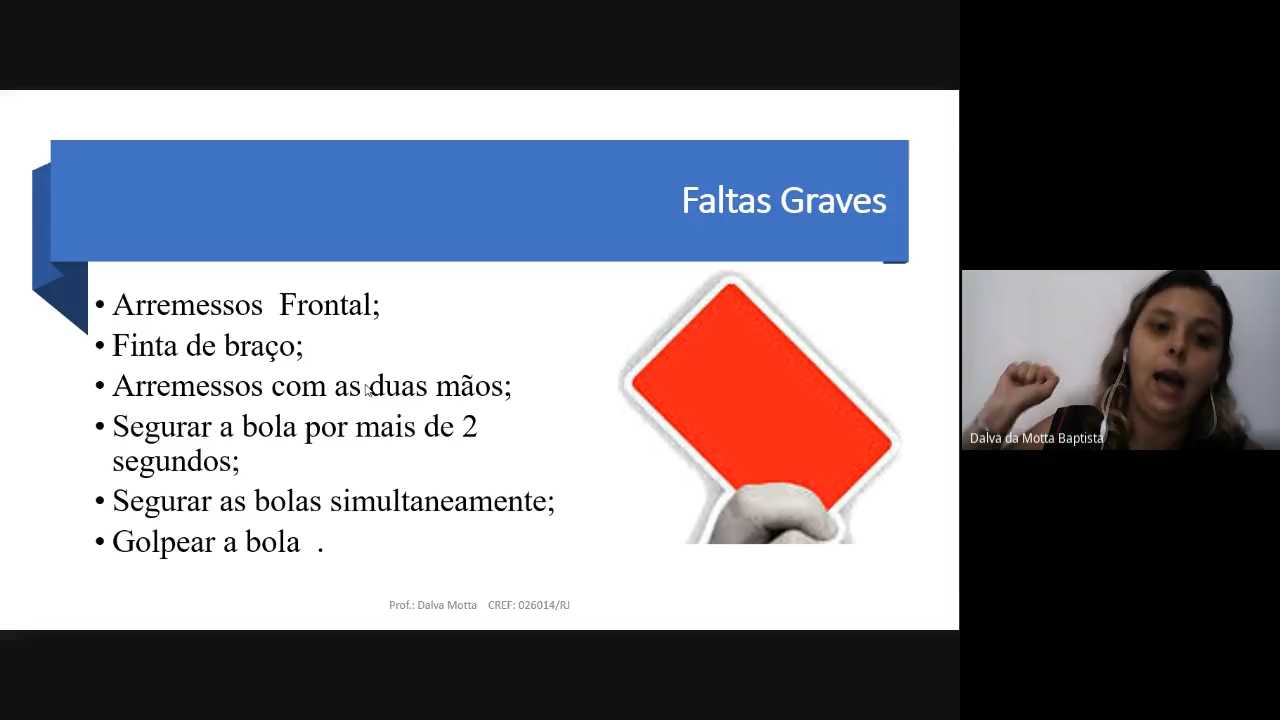 Faltas Graves
• Arremessos  Frontal;
• Finta de braço;
• Arremessos com as duas mãos;
• Segurar a bola por mais de 2
segundos;
• Segurar as bolas simultaneamente;
• Golpear a bola  .
Prof.: Dalva Motta    CREF: 026014/RJ
Dalva da Motta Baptista